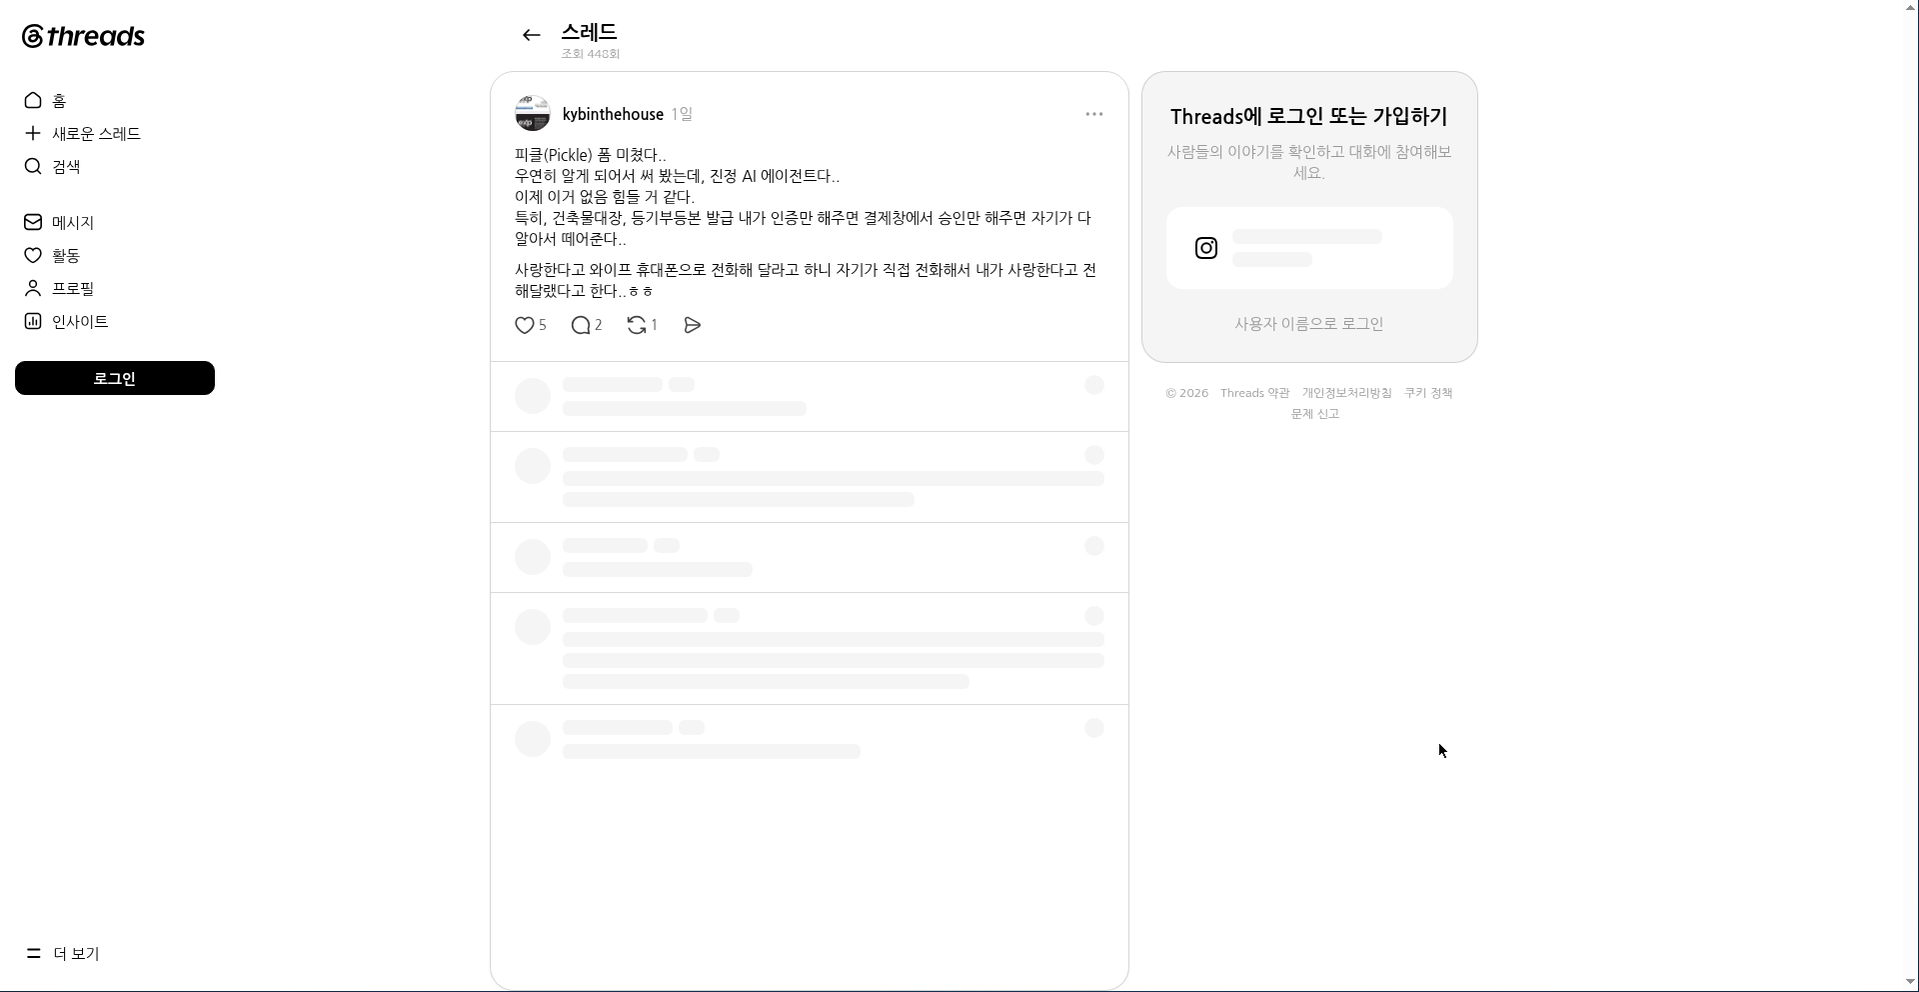 threads
홈
새로운 스레드
검색
메시지
활동
프로필
인사이트
로그인
더 보기
스레드
조회 448회
kybinthehouse 1일
피클(Pickle) 폼 미쳤다..
우연히 알게 되어서 써 봤는데, 진정 AI 에이전트다..
이제 이거 없음 힘들 거 같다.
특히, 건축물대장, 등기부등본 발급 내가 인증만 해주면 결제창에서 승인만 해주면 자기가 다
알아서 떼어준다..
사랑한다고 와이프 휴대폰으로 전화해 달라고 하니 자기가 직접 전화해서 내가 사랑한다고 전
해달랬다고 한다..ㅎㅎ
5 2 1
Threads에 로그인 또는 가입하기
사람들의 이야기를 확인하고 대화에 참여해보
세요.
사용자 이름으로 로그인
© 2026 Threads 약관 개인정보처리방침 쿠키 정책
문제 신고